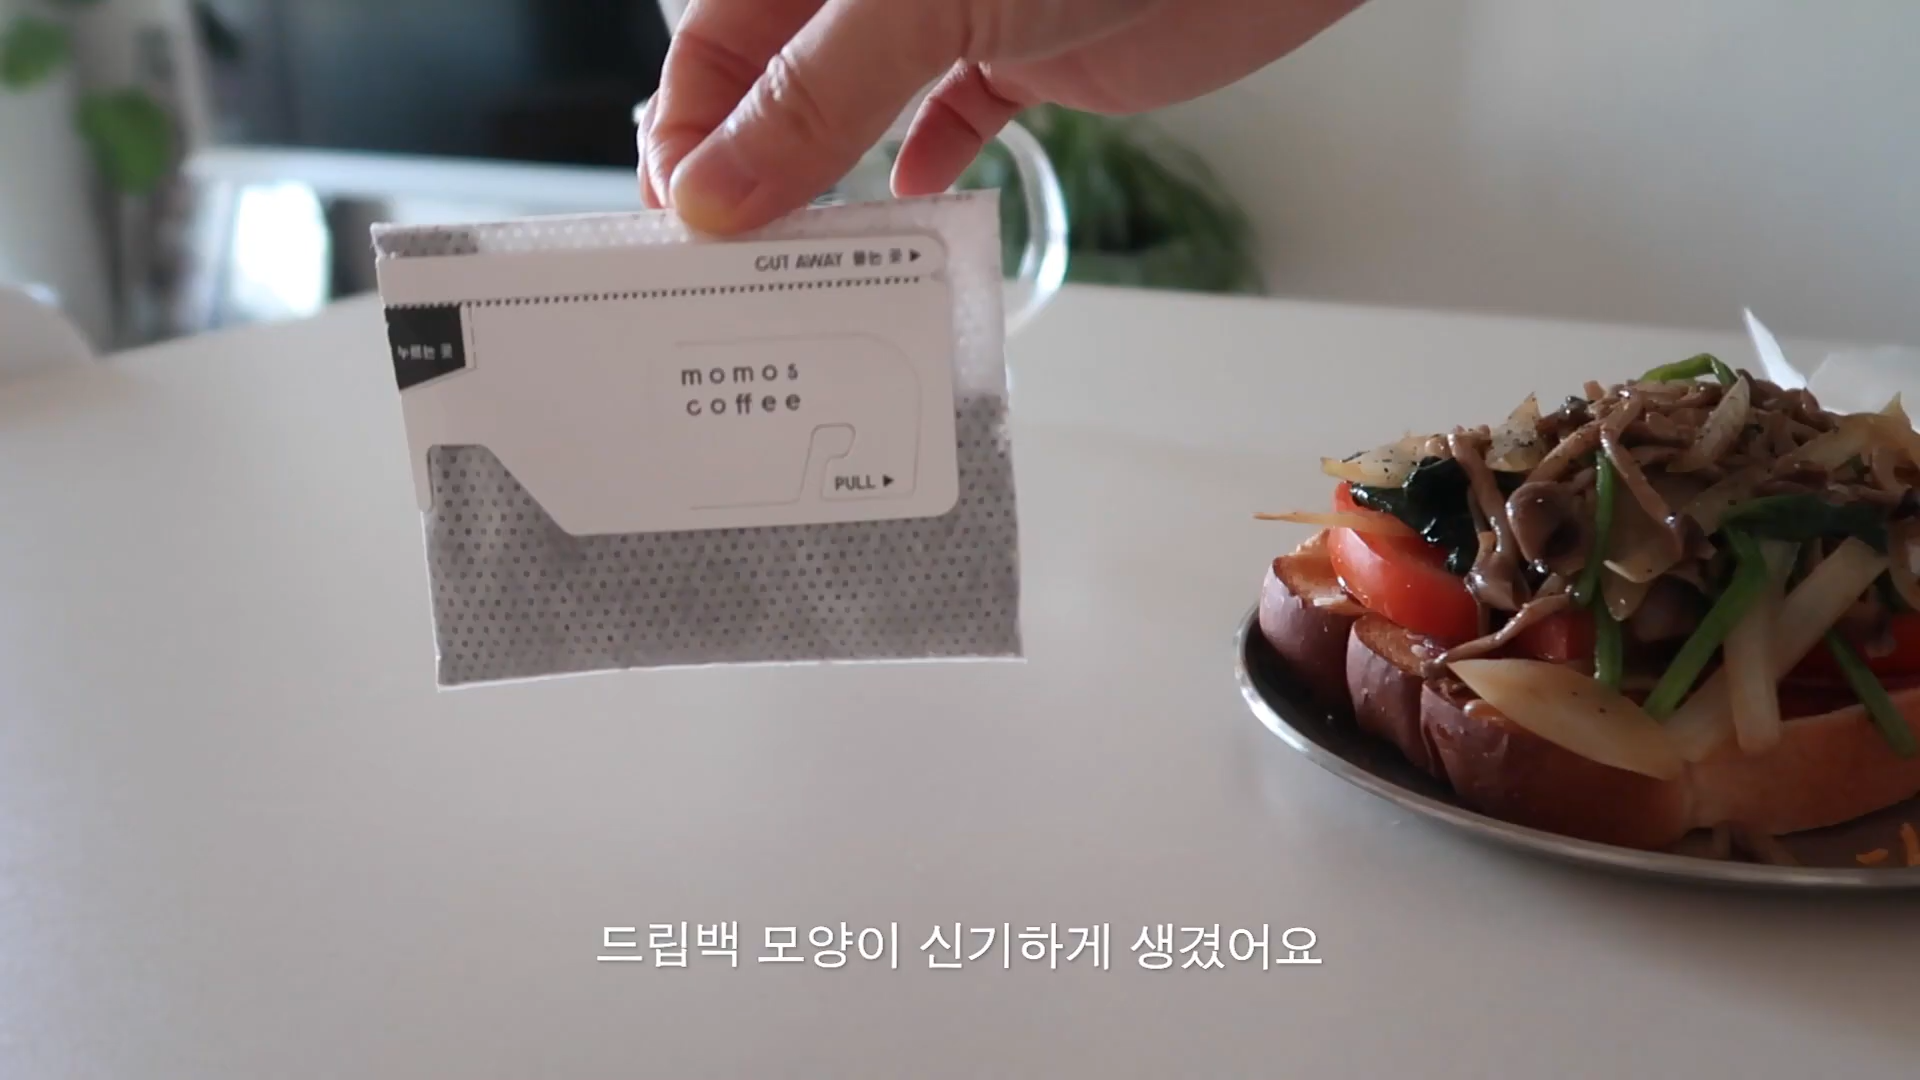 CUT AWAY 뜯는 곳 ▶
누르는 곳
momos
coffee
PULL ▶
드립백 모양이 신기하게 생겼어요